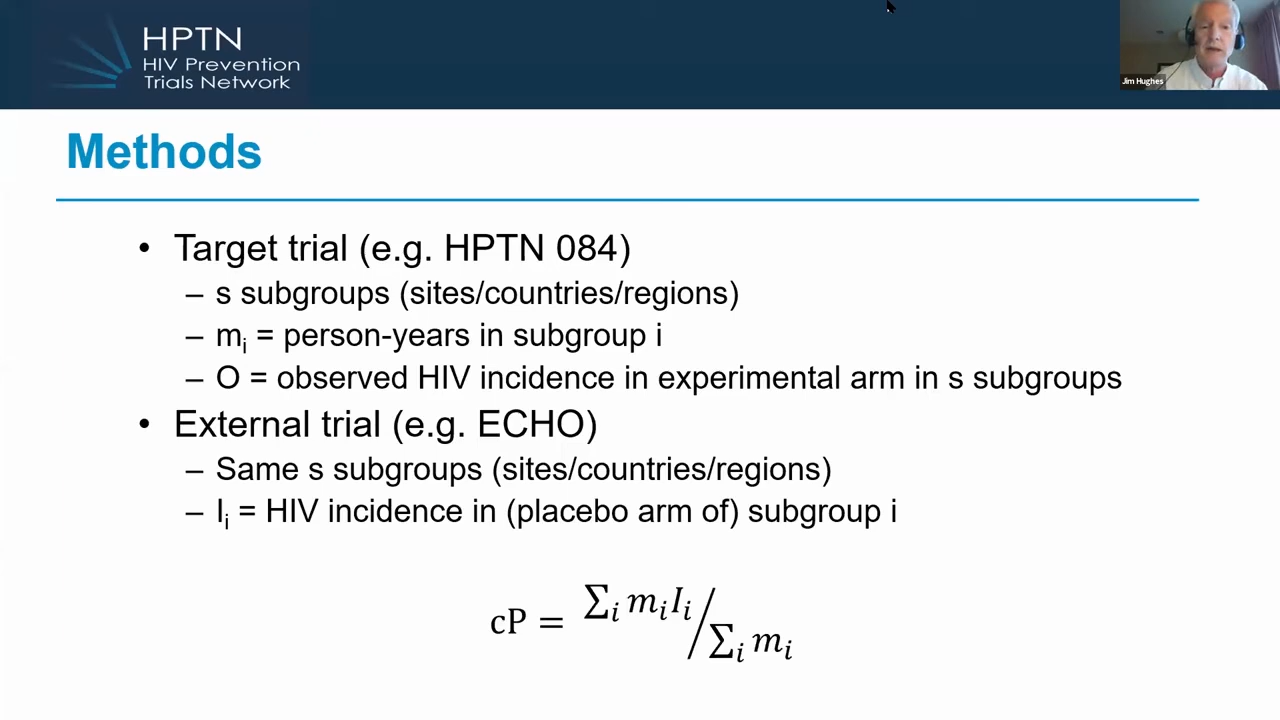 HPTN
HIV Prevention
Trials Network
Jim Hughes
Methods
• Target trial (e.g. HPTN 084)
– s subgroups (sites/countries/regions)
– mᵢ = person-years in subgroup i
– O = observed HIV incidence in experimental arm in s subgroups
• External trial (e.g. ECHO)
– Same s subgroups (sites/countries/regions)
– Iᵢ = HIV incidence in (placebo arm of) subgroup i
cP = ∑ᵢ mᵢIᵢ / ∑ᵢ mᵢ